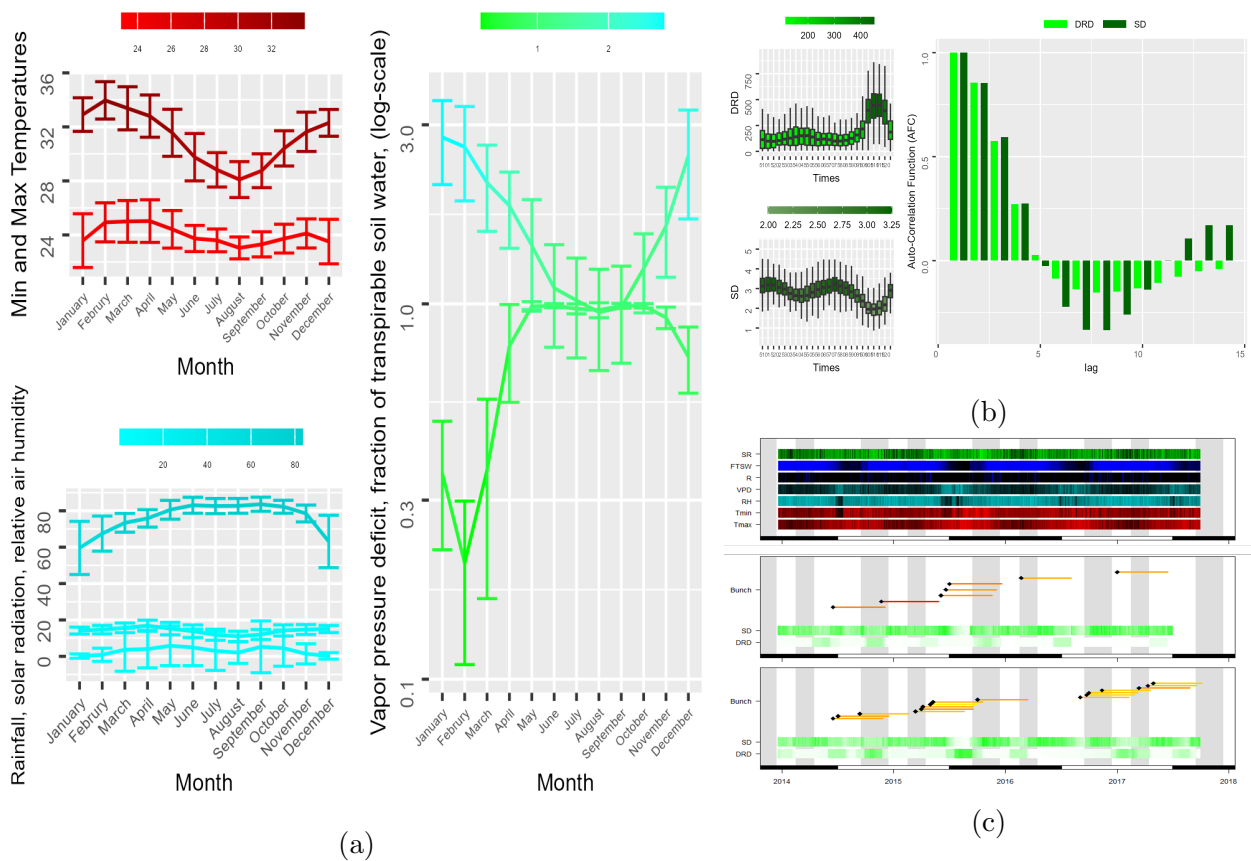 24 26 28 30 32
Min and Max Temperatures
36
32
28
24
January
Februry
March
April
May
June
July
August
September
October
November
December
Month
20 40 60 80
Rainfall, solar radiation, relative air humidity
80
60
40
20
0
January
Februry
March
April
May
June
July
August
September
October
November
December
Month
1 2
Vapor pressure deficit, fraction of transpirable soil water, (log-scale)
3.0
1.0
0.3
0.1
January
Februry
March
April
May
June
July
August
September
October
November
December
Month
(a)
200 300 400
DRD
750
500
250
0
Times
2.00 2.25 2.50 2.75 3.00 3.25
SD
5
4
3
2
1
Times
DRD SD
Auto-Correlation Function (AFC)
1.0
0.5
0.0
0 5 10 15
lag
(b)
SR
FTSW
R
VPD
RH
Tmin
Tmax
Bunch
SD
DRD
Bunch
SD
DRD
2014 2015 2016 2017 2018
(c)